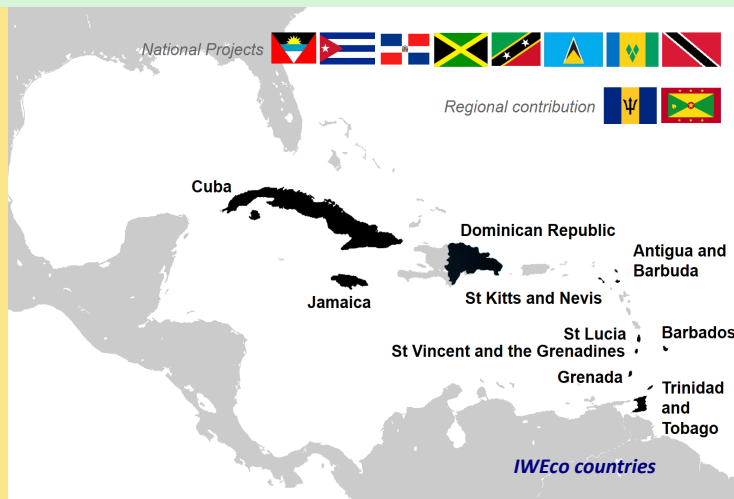 National Projects
Regional contribution
Cuba
Dominican Republic
Antigua and
Barbuda
Jamaica
St Kitts and Nevis
St Lucia
Barbados
St Vincent and the Grenadines
Grenada
Trinidad
and
Tobago
IWEco countries